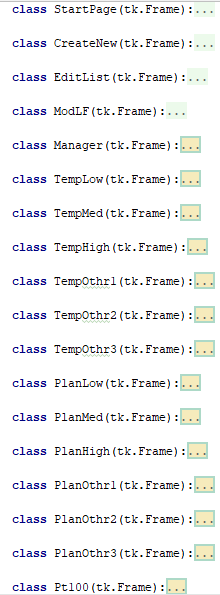 class StartPage(tk.Frame):...
class CreateNew(tk.Frame):...
class EditList(tk.Frame):...
class ModLF(tk.Frame):...
class Manager(tk.Frame):...
class TempLow(tk.Frame):...
class TempMed(tk.Frame):...
class TempHigh(tk.Frame):...
class TempOthr1(tk.Frame):...
class TempOthr2(tk.Frame):...
class TempOthr3(tk.Frame):...
class PlanLow(tk.Frame):...
class PlanMed(tk.Frame):...
class PlanHigh(tk.Frame):...
class PlanOthr1(tk.Frame):...
class PlanOthr2(tk.Frame):...
class PlanOthr3(tk.Frame):...
class Pt100(tk.Frame):...